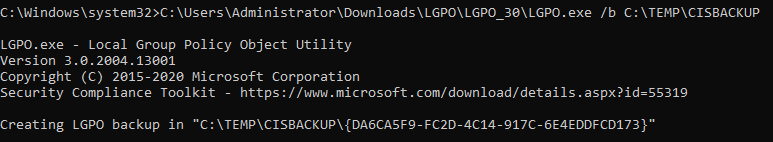 C:\Windows\system32>C:\Users\Administrator\Downloads\LGPO\LGPO_30\LGPO.exe /b C:\TEMP\CISBACKUP
LGPO.exe - Local Group Policy Object Utility
Version 3.0.2004.13001
Copyright (C) 2015-2020 Microsoft Corporation
Security Compliance Toolkit - https://www.microsoft.com/download/details.aspx?id=55319
Creating LGPO backup in "C:\TEMP\CISBACKUP\{DA6CA5F9-FC2D-4C14-917C-6E4EDDFCD173}"